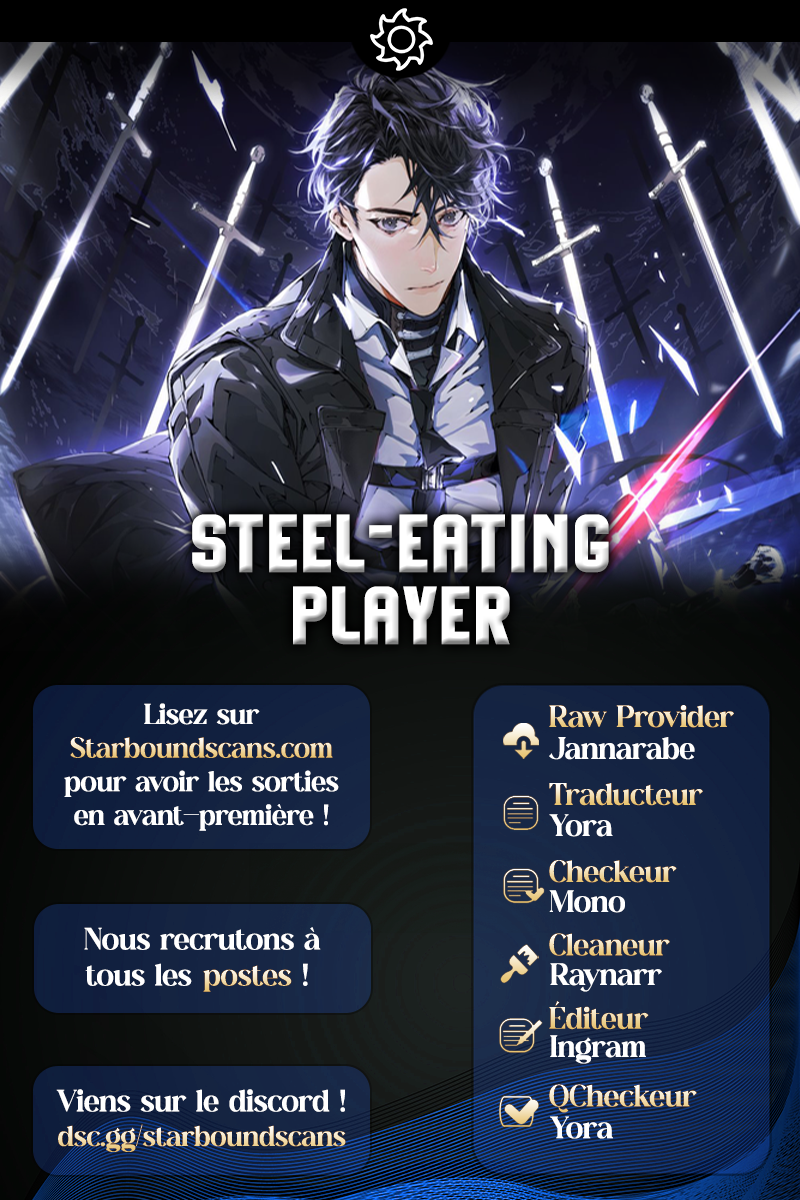 STEEL-EATING
PLAYER
Lisez sur
Starboundscans.com
pour avoir les sorties
en avant-première !
Nous recrutons à
tous les postes !
Viens sur le discord !
dsc.gg/starboundscans
Raw Provider
Jannarabe
Traducteur
Yora
Checkeur
Mono
Cleaneur
Raynarr
Éditeur
Ingram
QCheckeur
Yora